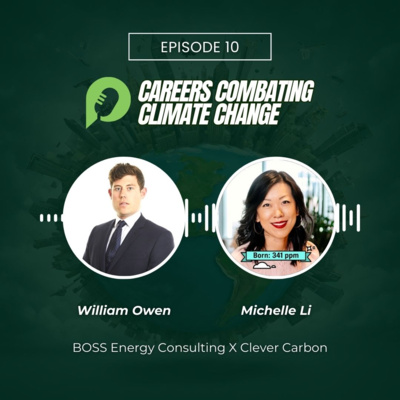 EPISODE 10
CAREERS COMBATING
CLIMATE CHANGE
Born: 341 ppm
William Owen
Michelle Li
BOSS Energy Consulting X Clever Carbon